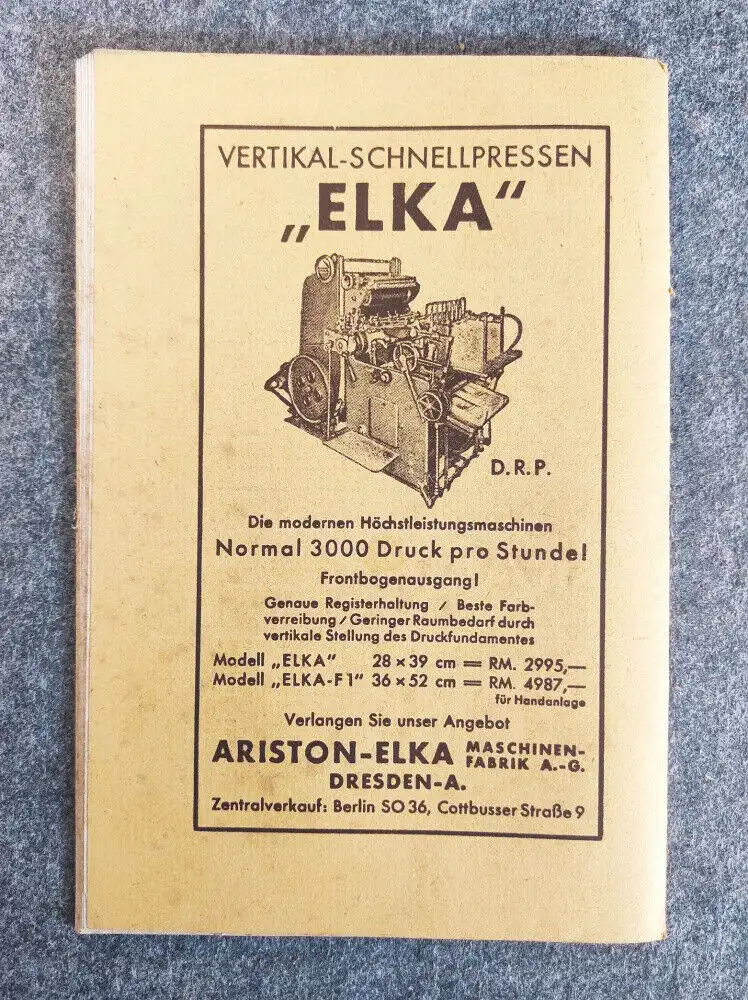 VERTIKAL-SCHNELLPRESSEN
„ELKA“
D.R.P.
Die modernen Höchstleistungsmaschinen
Normal 3000 Druck pro Stunde!
Frontbogenausgang!
Genaue Registerhaltung / Beste Farb-
verreibung / Geringer Raumbedarf durch
vertikale Stellung des Druckfundamentes
Modell „ELKA“ 28 × 39 cm = RM. 2995,—
Modell „ELKA-F1“ 36 × 52 cm = RM. 4987,—
für Handanlage
Verlangen Sie unser Angebot
ARISTON-ELKA MASCHINEN-
FABRIK A.-G.
DRESDEN-A.
Zentralverkauf: Berlin SO 36, Cottbusser Straße 9